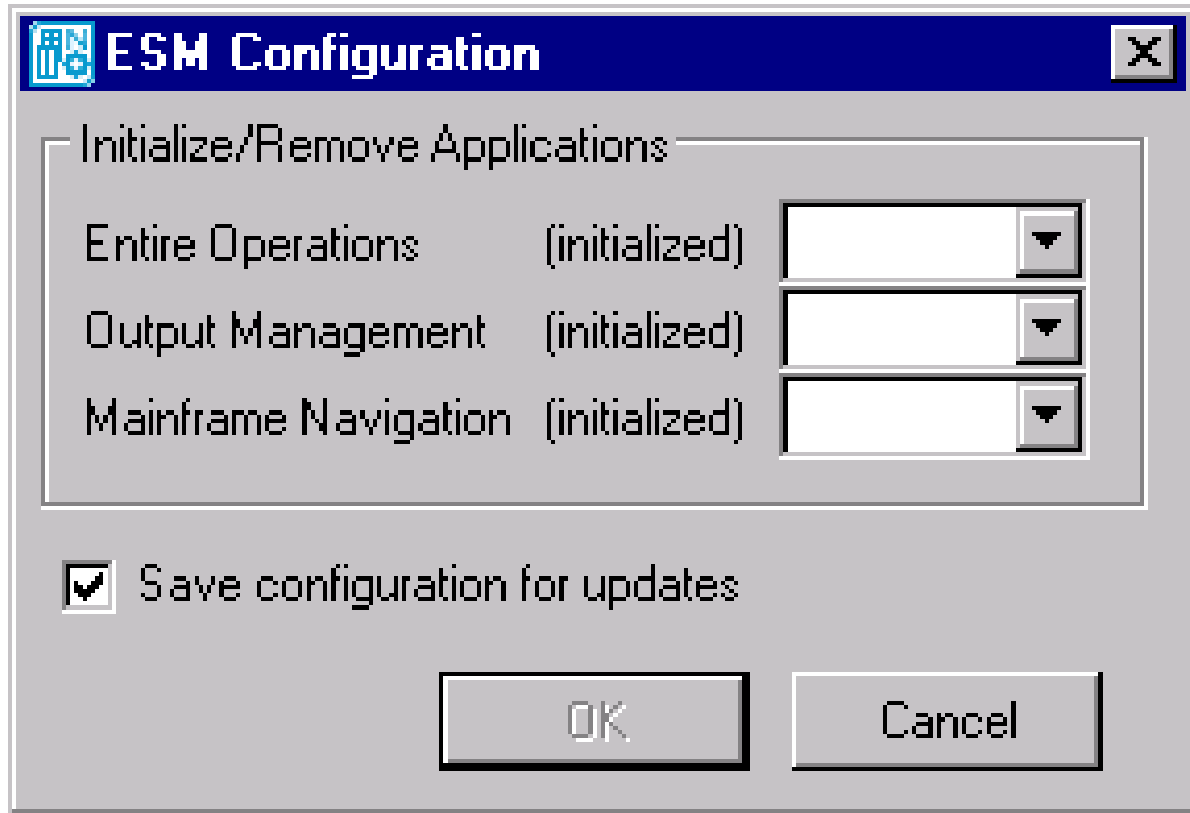 ESM Configuration
Initialize/Remove Applications
Entire Operations (initialized)
Output Management (initialized)
Mainframe Navigation (initialized)
Save configuration for updates
OK Cancel